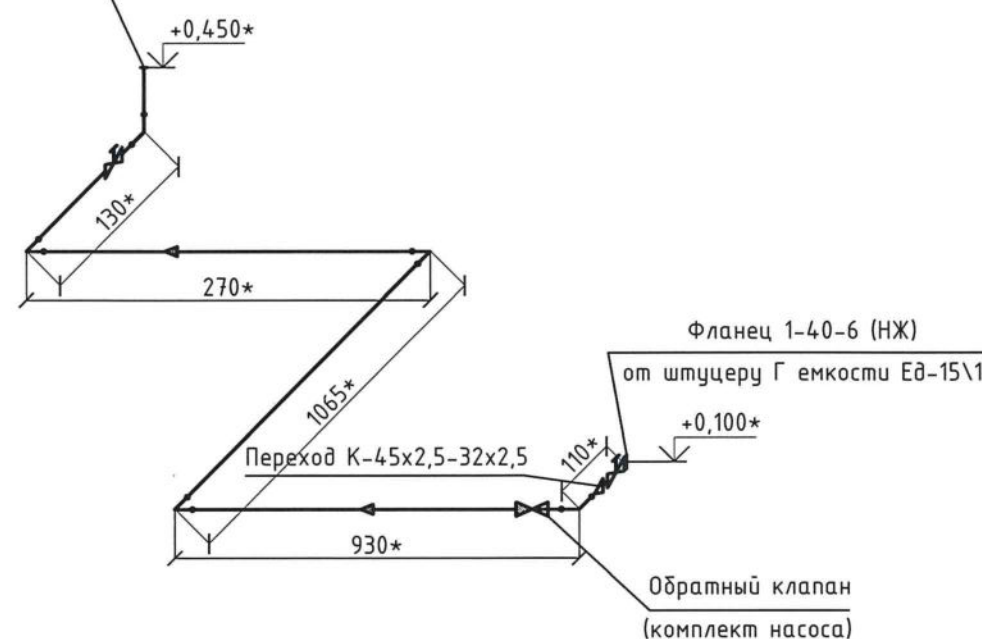 +0,450*
130*
270*
Фланец 1-40-6 (НЖ)
от штуцеру Г емкости Ед-15\1
+0,100*
1065*
110*
Переход К-45х2,5-32х2,5
930*
Обратный клапан
(комплект насоса)